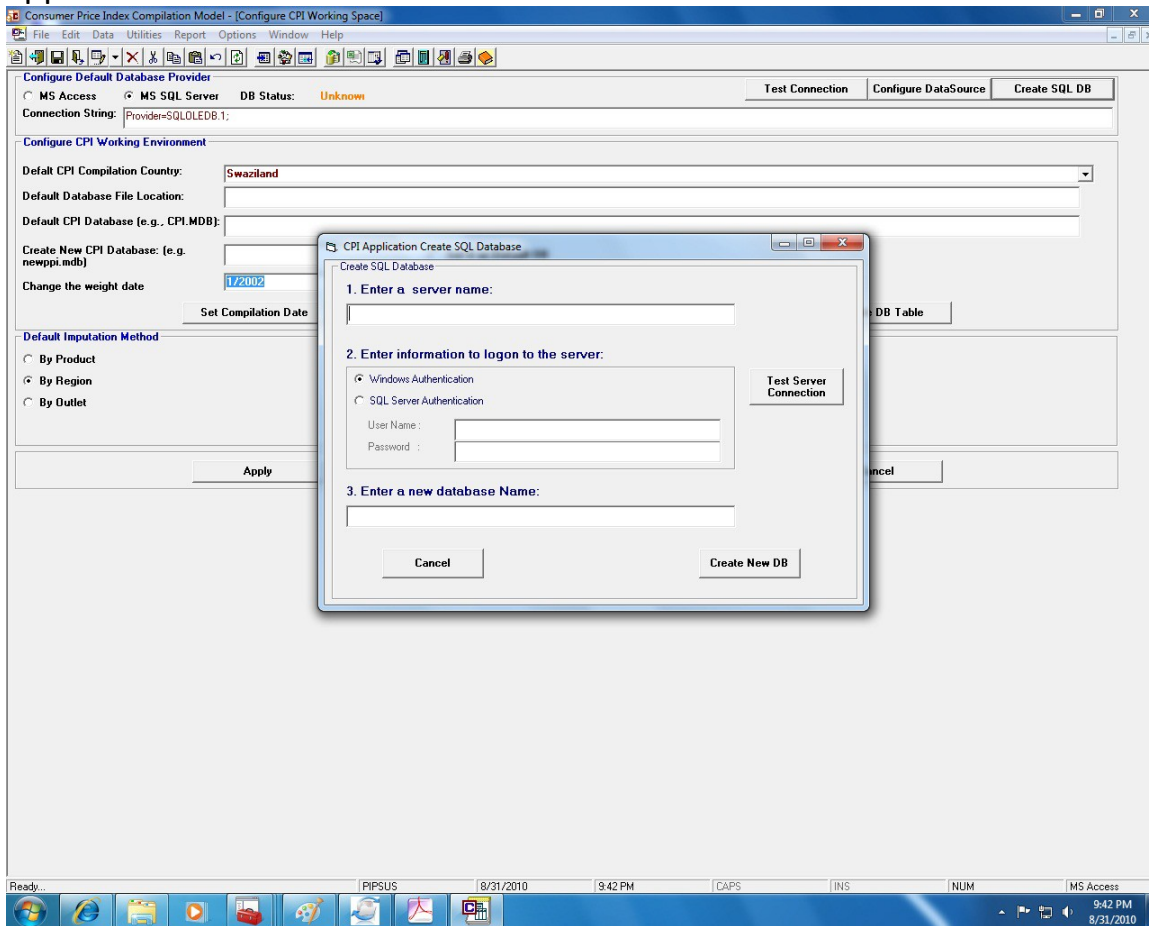 Consumer Price Index Compilation Model - [Configure CPI Working Space]
File Edit Data Utilities Report Options Window Help
Configure Default Database Provider
MS Access MS SQL Server DB Status: Unknown
Test Connection Configure DataSource Create SQL DB
Connection String: Provider=SQLOLEDB.1;
Configure CPI Working Environment
Defalt CPI Compilation Country: Swaziland
Default Database File Location:
Default CPI Database (e.g., CPI.MDB):
Create New CPI Database: (e.g.
newppi.mdb)
Change the weight date 1/2002
Set Compilation Date
DB Table
Default Imputation Method
By Product
By Region
By Outlet
Apply
CPI Application Create SQL Database
Create SQL Database
1. Enter a server name:
2. Enter information to logon to the server:
Windows Authentication
SQL Server Authentication
User Name :
Password :
Test Server
Connection
3. Enter a new database Name:
Cancel Create New DB
Ready... PIPSUS 8/31/2010 9:42 PM CAPS INS NUM MS Access
9:42 PM
8/31/2010